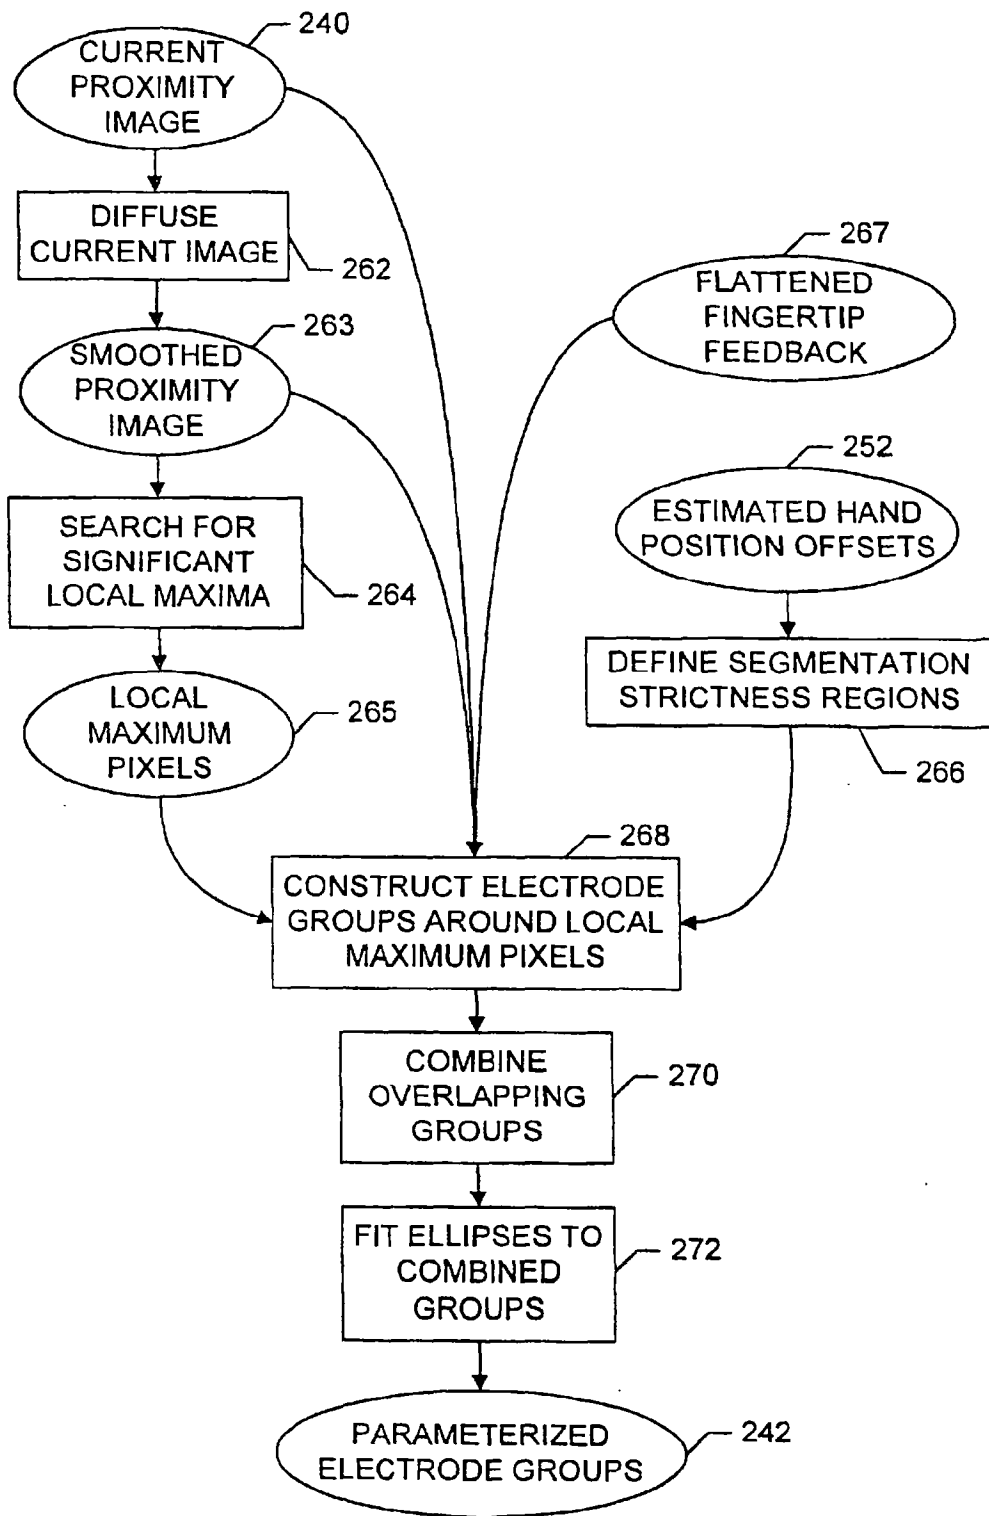 240
CURRENT
PROXIMITY
IMAGE
DIFFUSE
CURRENT IMAGE
262
267
FLATTENED
FINGERTIP
FEEDBACK
263
SMOOTHED
PROXIMITY
IMAGE
252
ESTIMATED HAND
POSITION OFFSETS
SEARCH FOR
SIGNIFICANT
LOCAL MAXIMA
264
DEFINE SEGMENTATION
STRICTNESS REGIONS
266
LOCAL
MAXIMUM
PIXELS
265
268
CONSTRUCT ELECTRODE
GROUPS AROUND LOCAL
MAXIMUM PIXELS
COMBINE
OVERLAPPING
GROUPS
270
FIT ELLIPSES TO
COMBINED
GROUPS
272
PARAMETERIZED
ELECTRODE GROUPS
242